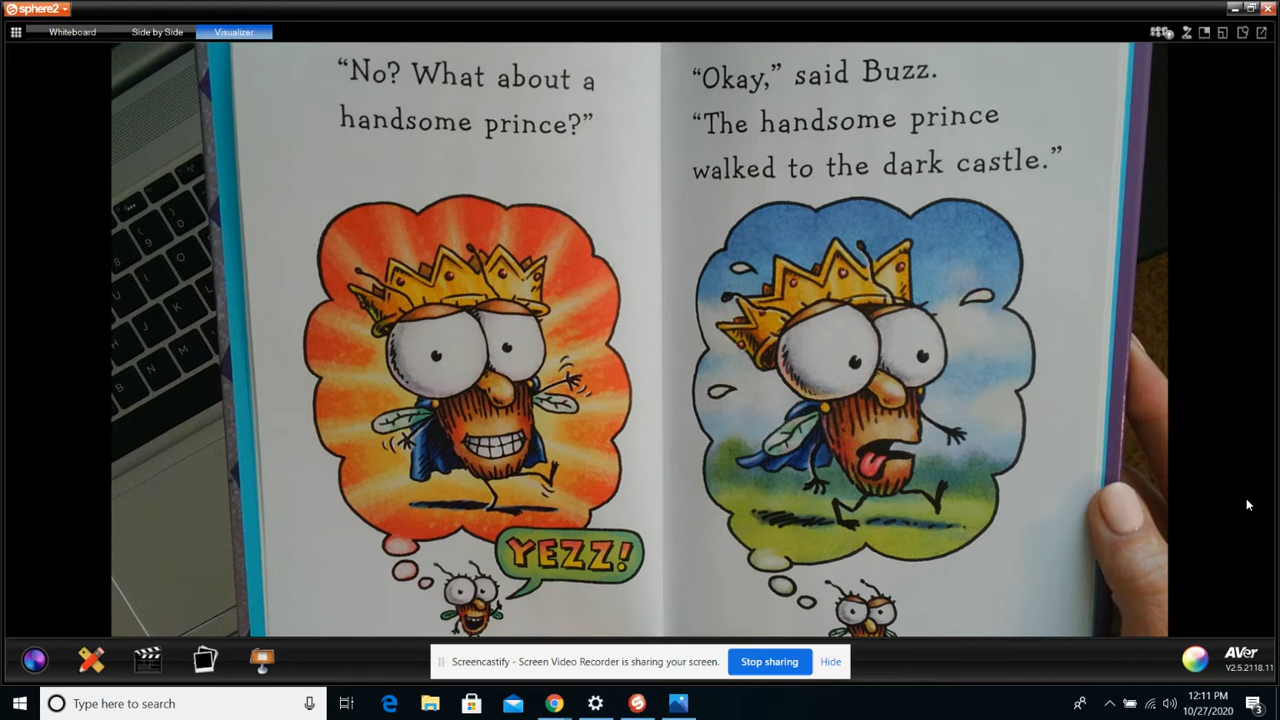 sphere2
Whiteboard
Side by Side
Visualizer
“No? What about a
handsome prince?”
“Okay,” said Buzz.
“The handsome prince
walked to the dark castle.”
YEZZ!
Screencastify - Screen Video Recorder is sharing your screen.
Stop sharing
Hide
AVer
V2.5.2118.11
Type here to search
12:11 PM
10/27/2020
3